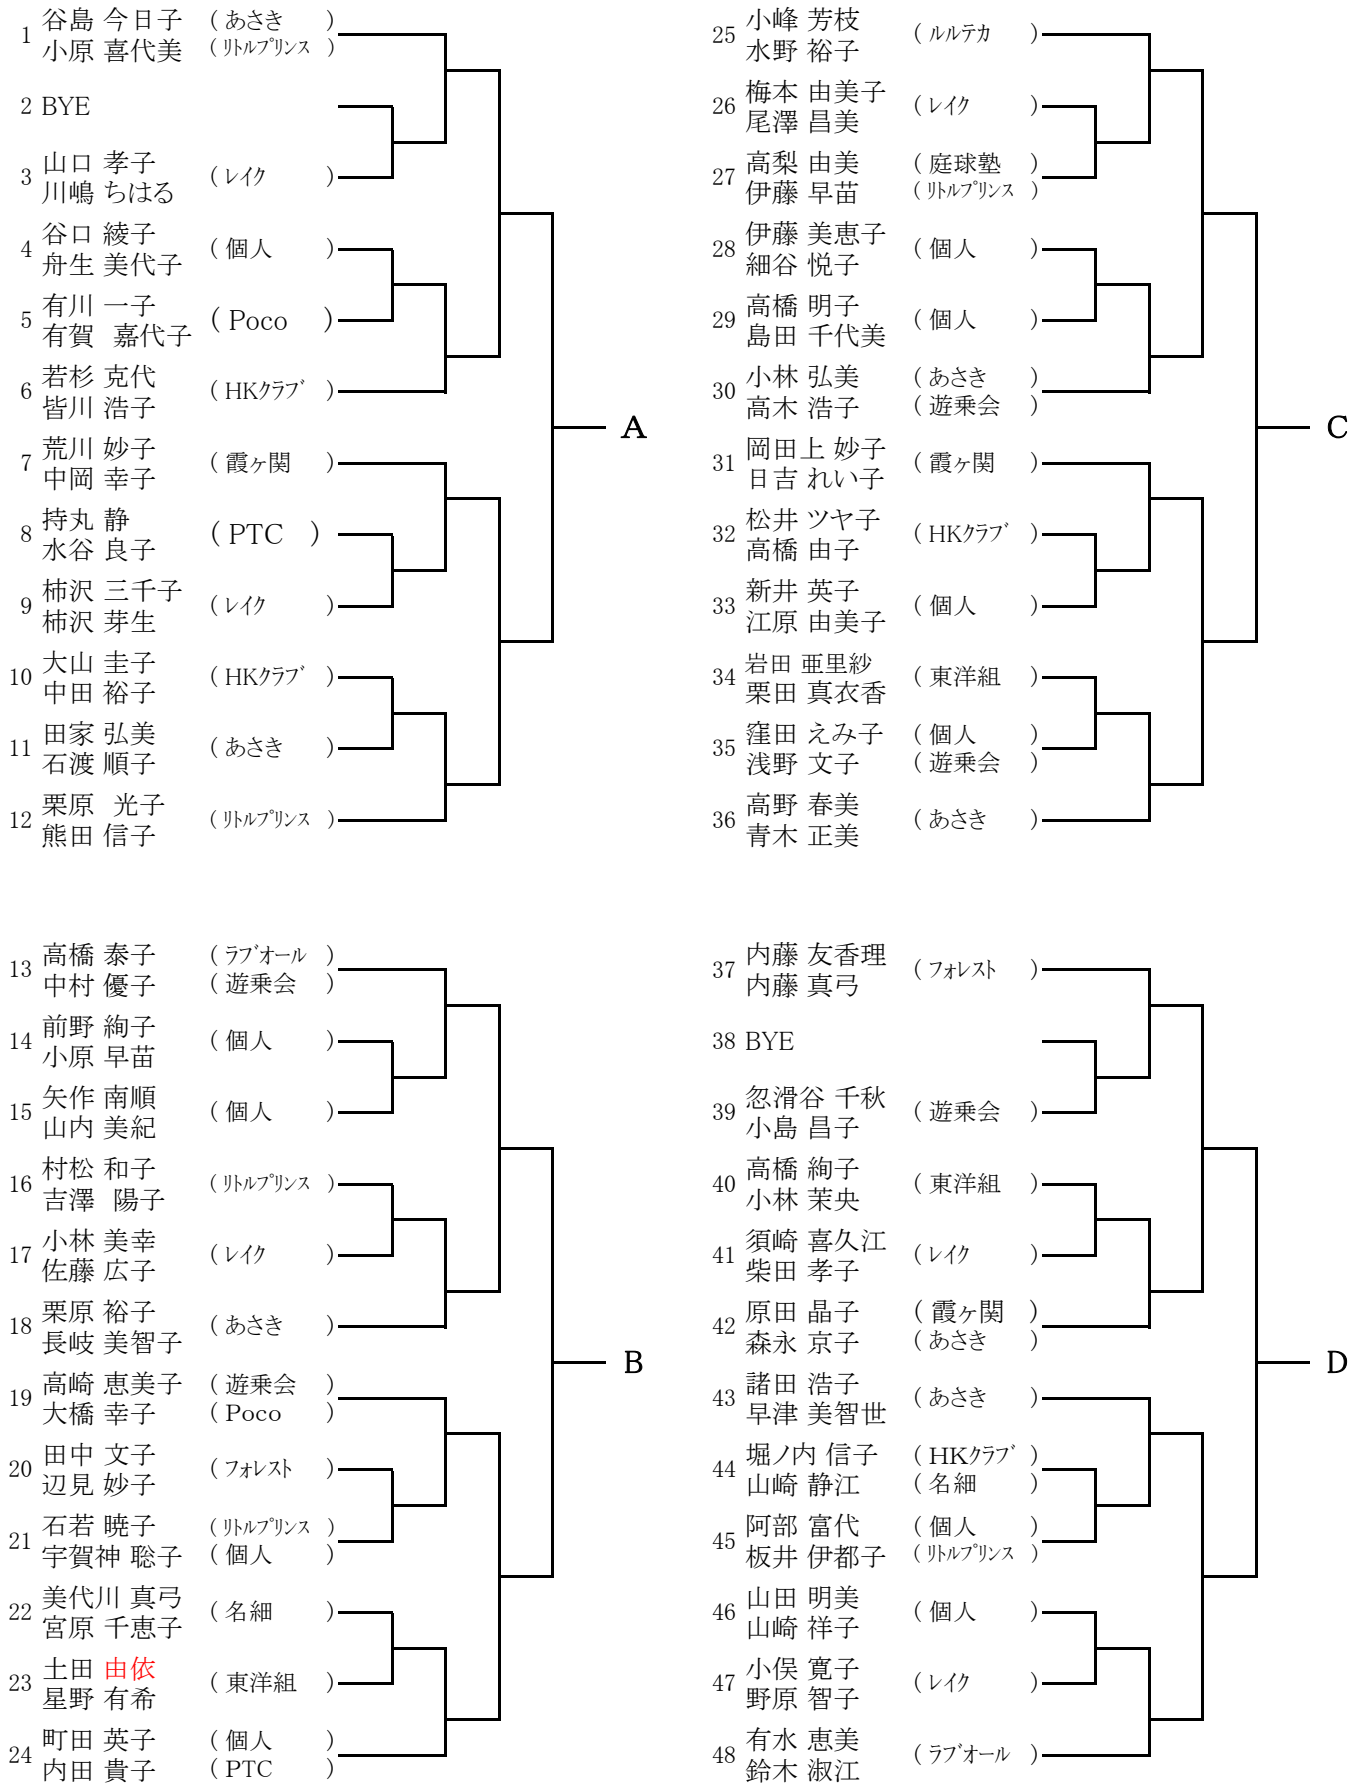 1 谷島 今日子 ( あさき )
小原 喜代美 ( ﾘﾄﾙﾌﾟﾘﾝｽ )
2 BYE
3 山口 孝子 ( ﾚｲｸ )
川嶋 ちはる
4 谷口 綾子 ( 個人 )
舟生 美代子
5 有川 一子 ( Poco )
有賀 嘉代子
6 若杉 克代 ( HKｸﾗﾌﾞ )
皆川 浩子
7 荒川 妙子 ( 霞ヶ関 )
中岡 幸子
8 持丸 静 ( PTC )
水谷 良子
9 柿沢 三千子 ( ﾚｲｸ )
柿沢 芽生
10 大山 圭子 ( HKｸﾗﾌﾞ )
中田 裕子
11 田家 弘美 ( あさき )
石渡 順子
12 栗原 光子 ( ﾘﾄﾙﾌﾟﾘﾝｽ )
熊田 信子
A
13 高橋 泰子 ( ﾗﾌﾞｵｰﾙ )
中村 優子 ( 遊乗会 )
14 前野 絢子 ( 個人 )
小原 早苗
15 矢作 南順 ( 個人 )
山内 美紀
16 村松 和子 ( ﾘﾄﾙﾌﾟﾘﾝｽ )
吉澤 陽子
17 小林 美幸 ( ﾚｲｸ )
佐藤 広子
18 栗原 裕子 ( あさき )
長岐 美智子
19 高崎 恵美子 ( 遊乗会 )
大橋 幸子 ( Poco )
20 田中 文子 ( ﾌｫﾚｽﾄ )
辺見 妙子
21 石若 暁子 ( ﾘﾄﾙﾌﾟﾘﾝｽ )
宇賀神 聡子 ( 個人 )
22 美代川 真弓 ( 名細 )
宮原 千恵子
23 土田 由依 ( 東洋組 )
星野 有希
24 町田 英子 ( 個人 )
内田 貴子 ( PTC )
B
25 小峰 芳枝 ( ﾙﾙﾃｶ )
水野 裕子
26 梅本 由美子 ( ﾚｲｸ )
尾澤 昌美
27 高梨 由美 ( 庭球塾 )
伊藤 早苗 ( ﾘﾄﾙﾌﾟﾘﾝｽ )
28 伊藤 美恵子 ( 個人 )
細谷 悦子
29 高橋 明子 ( 個人 )
島田 千代美
30 小林 弘美 ( あさき )
高木 浩子 ( 遊乗会 )
31 岡田上 妙子 ( 霞ヶ関 )
日吉 れい子
32 松井 ツヤ子 ( HKｸﾗﾌﾞ )
高橋 由子
33 新井 英子 ( 個人 )
江原 由美子
34 岩田 亜里紗 ( 東洋組 )
栗田 真衣香
35 窪田 えみ子 ( 個人 )
浅野 文子 ( 遊乗会 )
36 高野 春美 ( あさき )
青木 正美
C
37 内藤 友香理 ( ﾌｫﾚｽﾄ )
内藤 真弓
38 BYE
39 忽滑谷 千秋 ( 遊乗会 )
小島 昌子
40 高橋 絢子 ( 東洋組 )
小林 茉央
41 須崎 喜久江 ( ﾚｲｸ )
柴田 孝子
42 原田 晶子 ( 霞ヶ関 )
森永 京子 ( あさき )
43 諸田 浩子 ( あさき )
早津 美智世
44 堀ノ内 信子 ( HKｸﾗﾌﾞ )
山崎 静江 ( 名細 )
45 阿部 富代 ( 個人 )
板井 伊都子 ( ﾘﾄﾙﾌﾟﾘﾝｽ )
46 山田 明美 ( 個人 )
山崎 祥子
47 小俣 寛子 ( ﾚｲｸ )
野原 智子
48 有水 恵美 ( ﾗﾌﾞｵｰﾙ )
鈴木 淑江
D